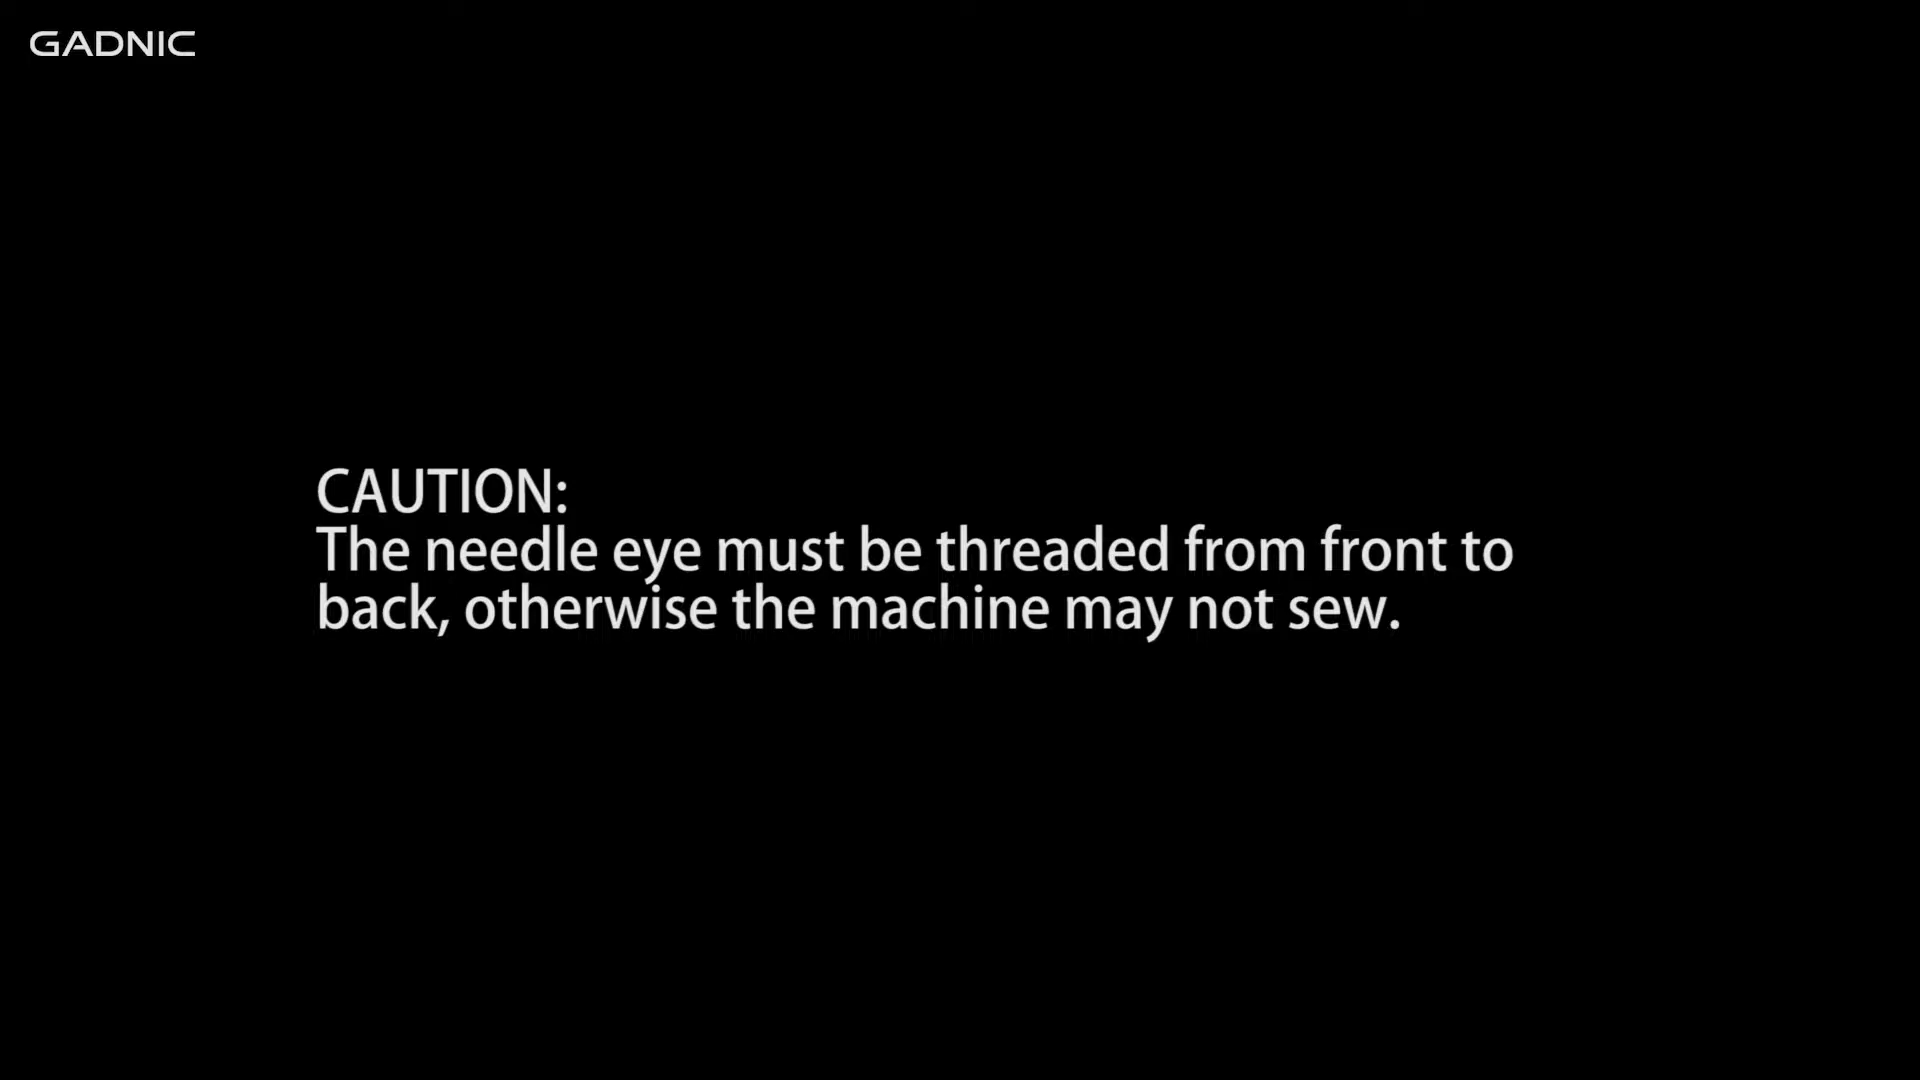 GADNIC
CAUTION:
The needle eye must be threaded from front to
back, otherwise the machine may not sew.